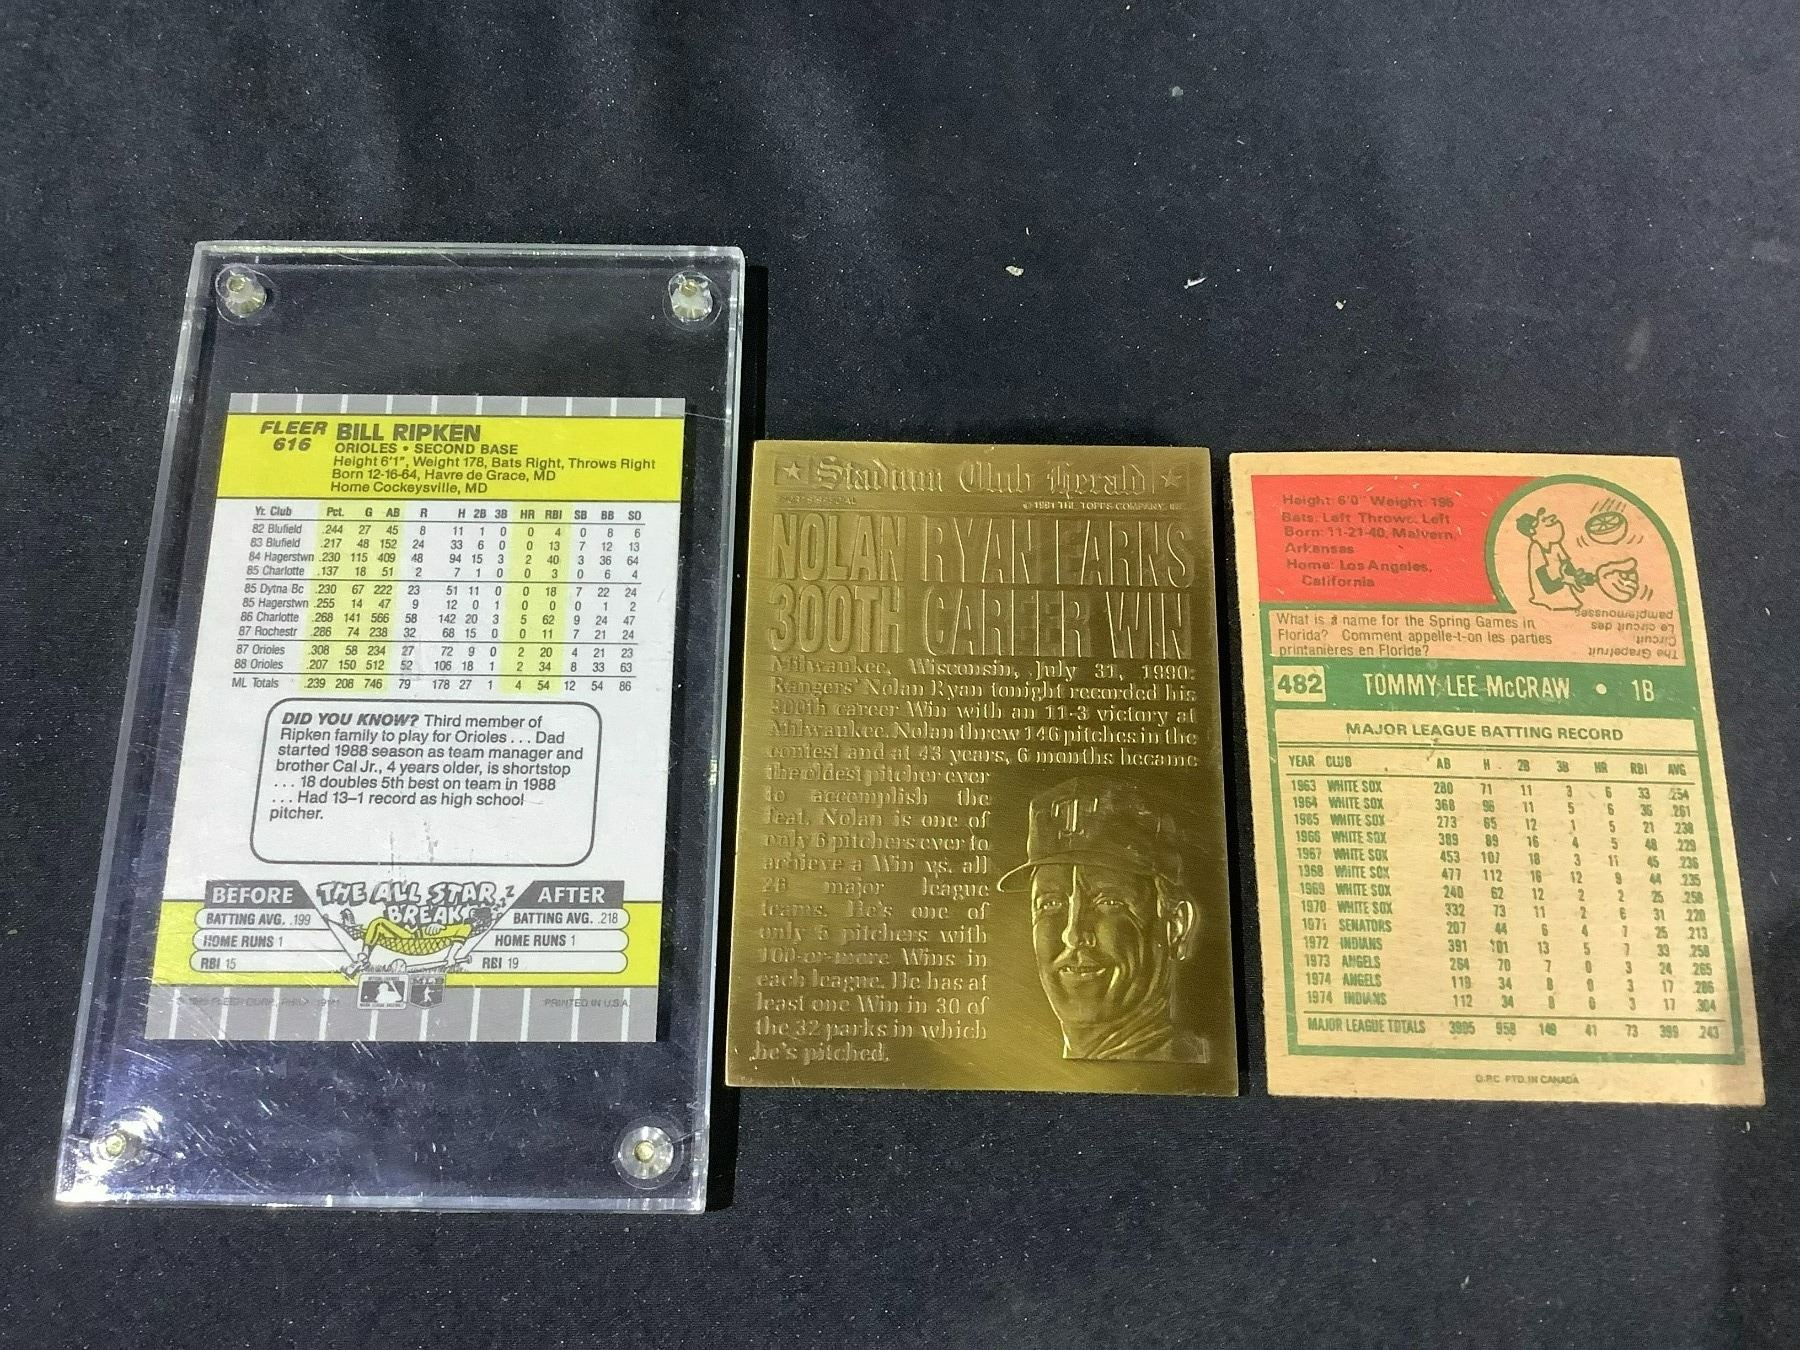 FLEER
616
BILL RIPKEN
ORIOLES • SECOND BASE
Height 6'1", Weight 178, Bats Right, Throws Right
Born 12-16-64, Havre de Grace, MD
Home Cockeysville, MD
Yr. Club Pct. G AB R H 2B 3B HR RBI SB BB SO
82 Blufield .244 27 45 8 11 1 0 0 4 0 8 6
83 Blufield .217 48 152 24 33 6 0 0 13 7 12 13
84 Hagerstwn .230 115 409 48 94 15 3 2 40 3 36 64
85 Charlotte .137 18 51 2 7 1 0 0 3 0 6 4
85 Dytna Bc .230 67 222 23 51 11 0 0 18 7 22 24
85 Hagerstwn .255 14 47 9 12 0 1 0 0 0 1 2
86 Charlotte .268 141 566 58 142 20 3 5 62 9 24 47
87 Rochestr .286 74 238 32 68 15 0 0 11 7 21 24
87 Orioles .308 58 234 27 72 9 0 2 20 4 21 23
88 Orioles .207 150 512 52 106 18 1 2 34 8 33 63
ML Totals .239 208 746 79 178 27 1 4 54 12 54 86
DID YOU KNOW? Third member of
Ripken family to play for Orioles . . . Dad
started 1988 season as team manager and
brother Cal Jr., 4 years older, is shortstop
. . . 18 doubles 5th best on team in 1988
. . . Had 13–1 record as high school
pitcher.
BEFORE THE ALL STAR BREAK AFTER
BATTING AVG. .199 BATTING AVG. .218
HOME RUNS 1 HOME RUNS 1
RBI 15 RBI 19
MLB
PRINTED IN U.S.A.
Stadium Club Herald
© 1991 THE TOPPS COMPANY, INC.
NOLAN RYAN EARNS
300TH CAREER WIN
Milwaukee, Wisconsin, July 31, 1990:
Rangers' Nolan Ryan tonight recorded his
300th career Win with an 11-3 victory at
Milwaukee. Nolan threw 146 pitches in the
contest and at 43 years, 6 months became
the oldest pitcher ever
to accomplish the
feat. Nolan is one of
only 6 pitchers ever to
achieve a Win vs. all
26 major league
teams. He's one of
only 5 pitchers with
100-or-more Wins in
each league. He has at
least one Win in 30 of
the 32 parks in which
he's pitched.
T
Height: 6'0" Weight: 195
Bats: Left Throws: Left
Born: 11-21-40, Malvern,
Arkansas
Home: Los Angeles,
California
What is a name for the Spring Games in
Florida? Comment appelle-t-on les parties
printanières en Floride?
The Grapefruit
Circuit
Le circuit des
pamplemousses
482 TOMMY LEE McCRAW • 1B
MAJOR LEAGUE BATTING RECORD
YEAR CLUB AB H 2B 3B HR RBI AVG
1963 WHITE SOX 280 71 11 3 6 33 .254
1964 WHITE SOX 368 96 11 5 6 36 .261
1965 WHITE SOX 273 65 12 1 5 21 .238
1966 WHITE SOX 389 89 16 4 5 48 .229
1967 WHITE SOX 453 107 18 3 11 45 .236
1968 WHITE SOX 477 112 16 12 9 44 .235
1969 WHITE SOX 240 62 12 2 2 25 .258
1970 WHITE SOX 332 73 11 2 6 31 .220
1971 SENATORS 207 44 6 4 7 25 .213
1972 INDIANS 391 101 13 5 7 33 .258
1973 ANGELS 264 70 7 0 3 24 .265
1974 ANGELS 119 34 8 0 3 17 .286
1974 INDIANS 112 34 8 0 3 17 .304
MAJOR LEAGUE TOTALS 3905 958 149 41 73 399 .243
O.P.C. PTD. IN CANADA